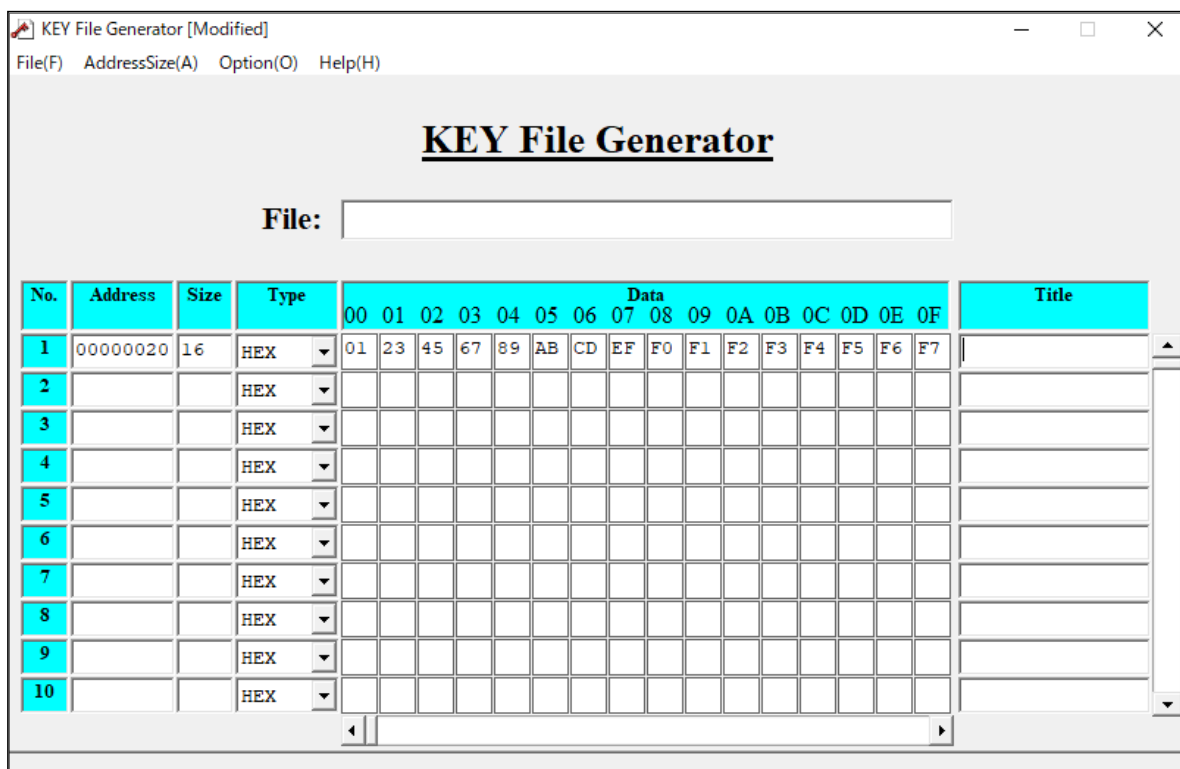 KEY File Generator [Modified]
File(F) AddressSize(A) Option(O) Help(H)
KEY File Generator
File:
No. Address Size Type Data Title
00 01 02 03 04 05 06 07 08 09 0A 0B 0C 0D 0E 0F
1 00000020 16 HEX 01 23 45 67 89 AB CD EF F0 F1 F2 F3 F4 F5 F6 F7
2 HEX
3 HEX
4 HEX
5 HEX
6 HEX
7 HEX
8 HEX
9 HEX
10 HEX